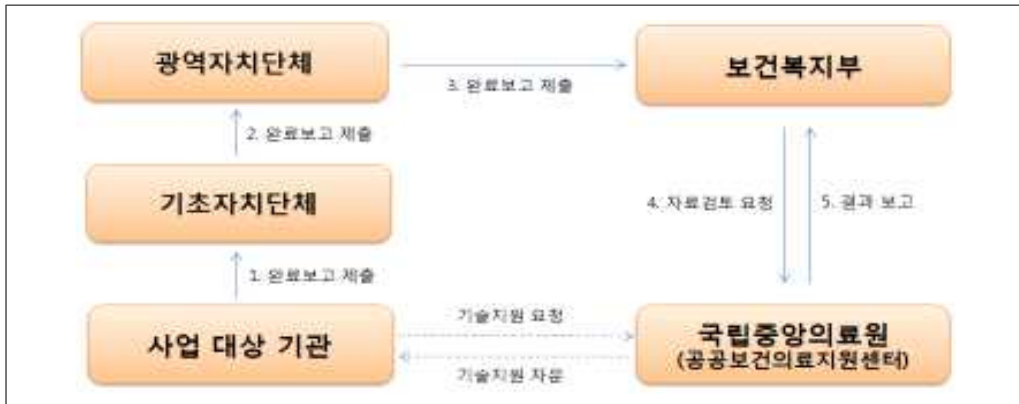 광역자치단체
보건복지부
3. 완료보고 제출
2. 완료보고 제출
기초자치단체
4. 자료검토 요청
5. 결과 보고
1. 완료보고 제출
사업 대상 기관
기술지원 요청
기술지원 자문
국립중앙의료원
(공공보건의료지원센터)